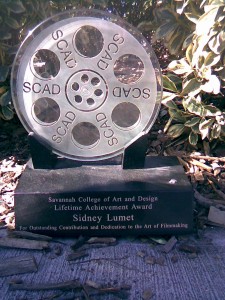 SCAD
SCAD
SCAD
SCAD
SCAD
SCAD
Savannah College of Art and Design
Lifetime Achievement Award
Sidney Lumet
For Outstanding Contribution and Dedication to the Art of Filmmaking